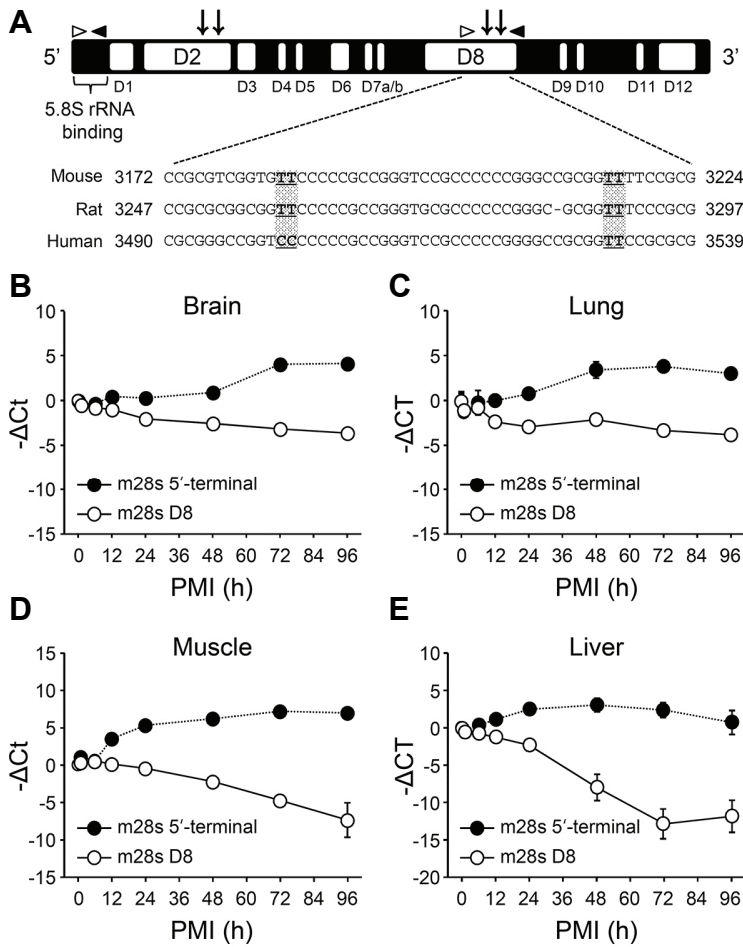 A
5′
3′
D1
D2
D3
D4
D5
D6
D7a/b
D8
D9
D10
D11
D12
5.8S rRNA
binding
Mouse 3172 CCGCGTCGGTGTTCCCCCCGCCGGGTCCGCCCCCCGGGCCGCGGTTTTCCGCG 3224
Rat 3247 CCGCGCGGCGGTTCCCCCCGCCGGGTGCGCCCCCCGGGC-GCGGTTTCCGCG 3297
Human 3490 CGCGGGCCGGTCCCCCCCGCCGGGTCCGCCCCCGGGGCCGCGGTTCCGCGCG 3539
B
Brain
10
5
0
-5
-10
-15
-ΔCt
m28s 5′-terminal
m28s D8
0 12 24 36 48 60 72 84 96
PMI (h)
C
Lung
10
5
0
-5
-10
-15
-ΔCT
m28s 5′-terminal
m28s D8
0 12 24 36 48 60 72 84 96
PMI (h)
D
Muscle
15
10
5
0
-5
-10
-15
-ΔCt
m28s 5′-terminal
m28s D8
0 12 24 36 48 60 72 84 96
PMI (h)
E
Liver
10
5
0
-5
-10
-15
-20
-ΔCT
m28s 5′-terminal
m28s D8
0 12 24 36 48 60 72 84 96
PMI (h)